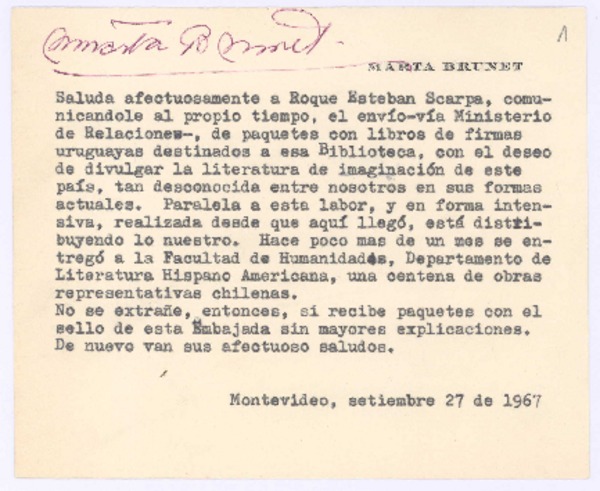 Marta Brunet.
1
MARTA BRUNET
Saluda afectuosamente a Roque Esteban Scarpa, comu-
nicandole al propio tiempo, el envío-vía Ministerio
de Relaciones-, de paquetes con libros de firmas
uruguayas destinados a esa Biblioteca, con el deseo
de divulgar la literatura de imaginación de este
país, tan desconocida entre nosotros en sus formas
actuales. Paralela a esta labor, y en forma inten-
siva, realizada desde que aquí llegó, está distri-
buyendo lo nuestro. Hace poco mas de un mes se en-
tregó a la Facultad de Humanidades, Departamento de
Literatura Hispano Americana, una centena de obras
representativas chilenas.
No se extrañe, entonces, si recibe paquetes con el
sello de esta Embajada sin mayores explicaciones.
De nuevo van sus afectuoso saludos.
Montevideo, setiembre 27 de 1967